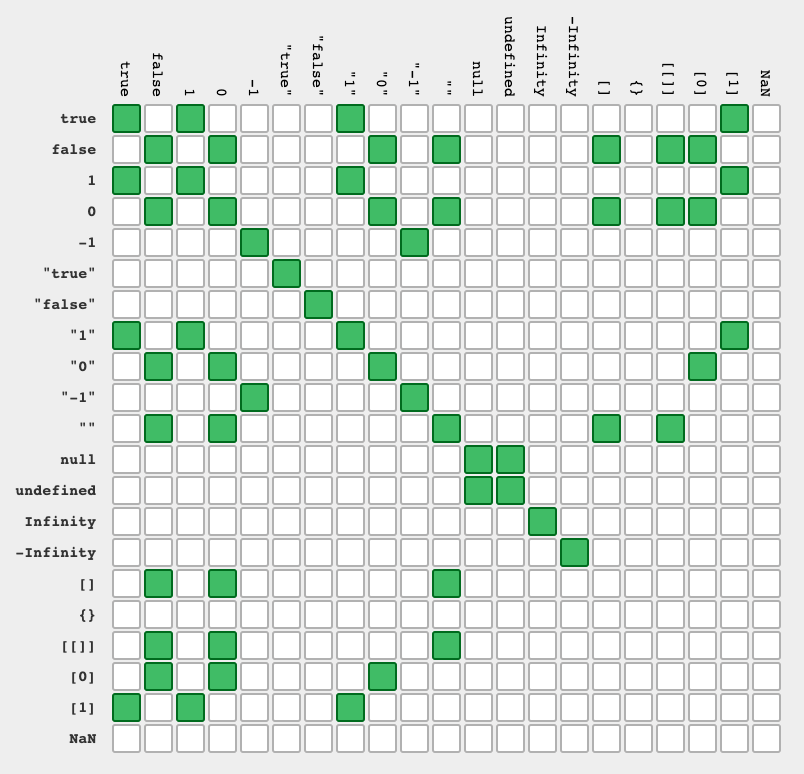 true
false
1
0
-1
"true"
"false"
"1"
"0"
"-1"
""
null
undefined
Infinity
-Infinity
[]
{}
[[]]
[0]
[1]
NaN
true
false
1
0
-1
"true"
"false"
"1"
"0"
"-1"
""
null
undefined
Infinity
-Infinity
[]
{}
[[]]
[0]
[1]
NaN